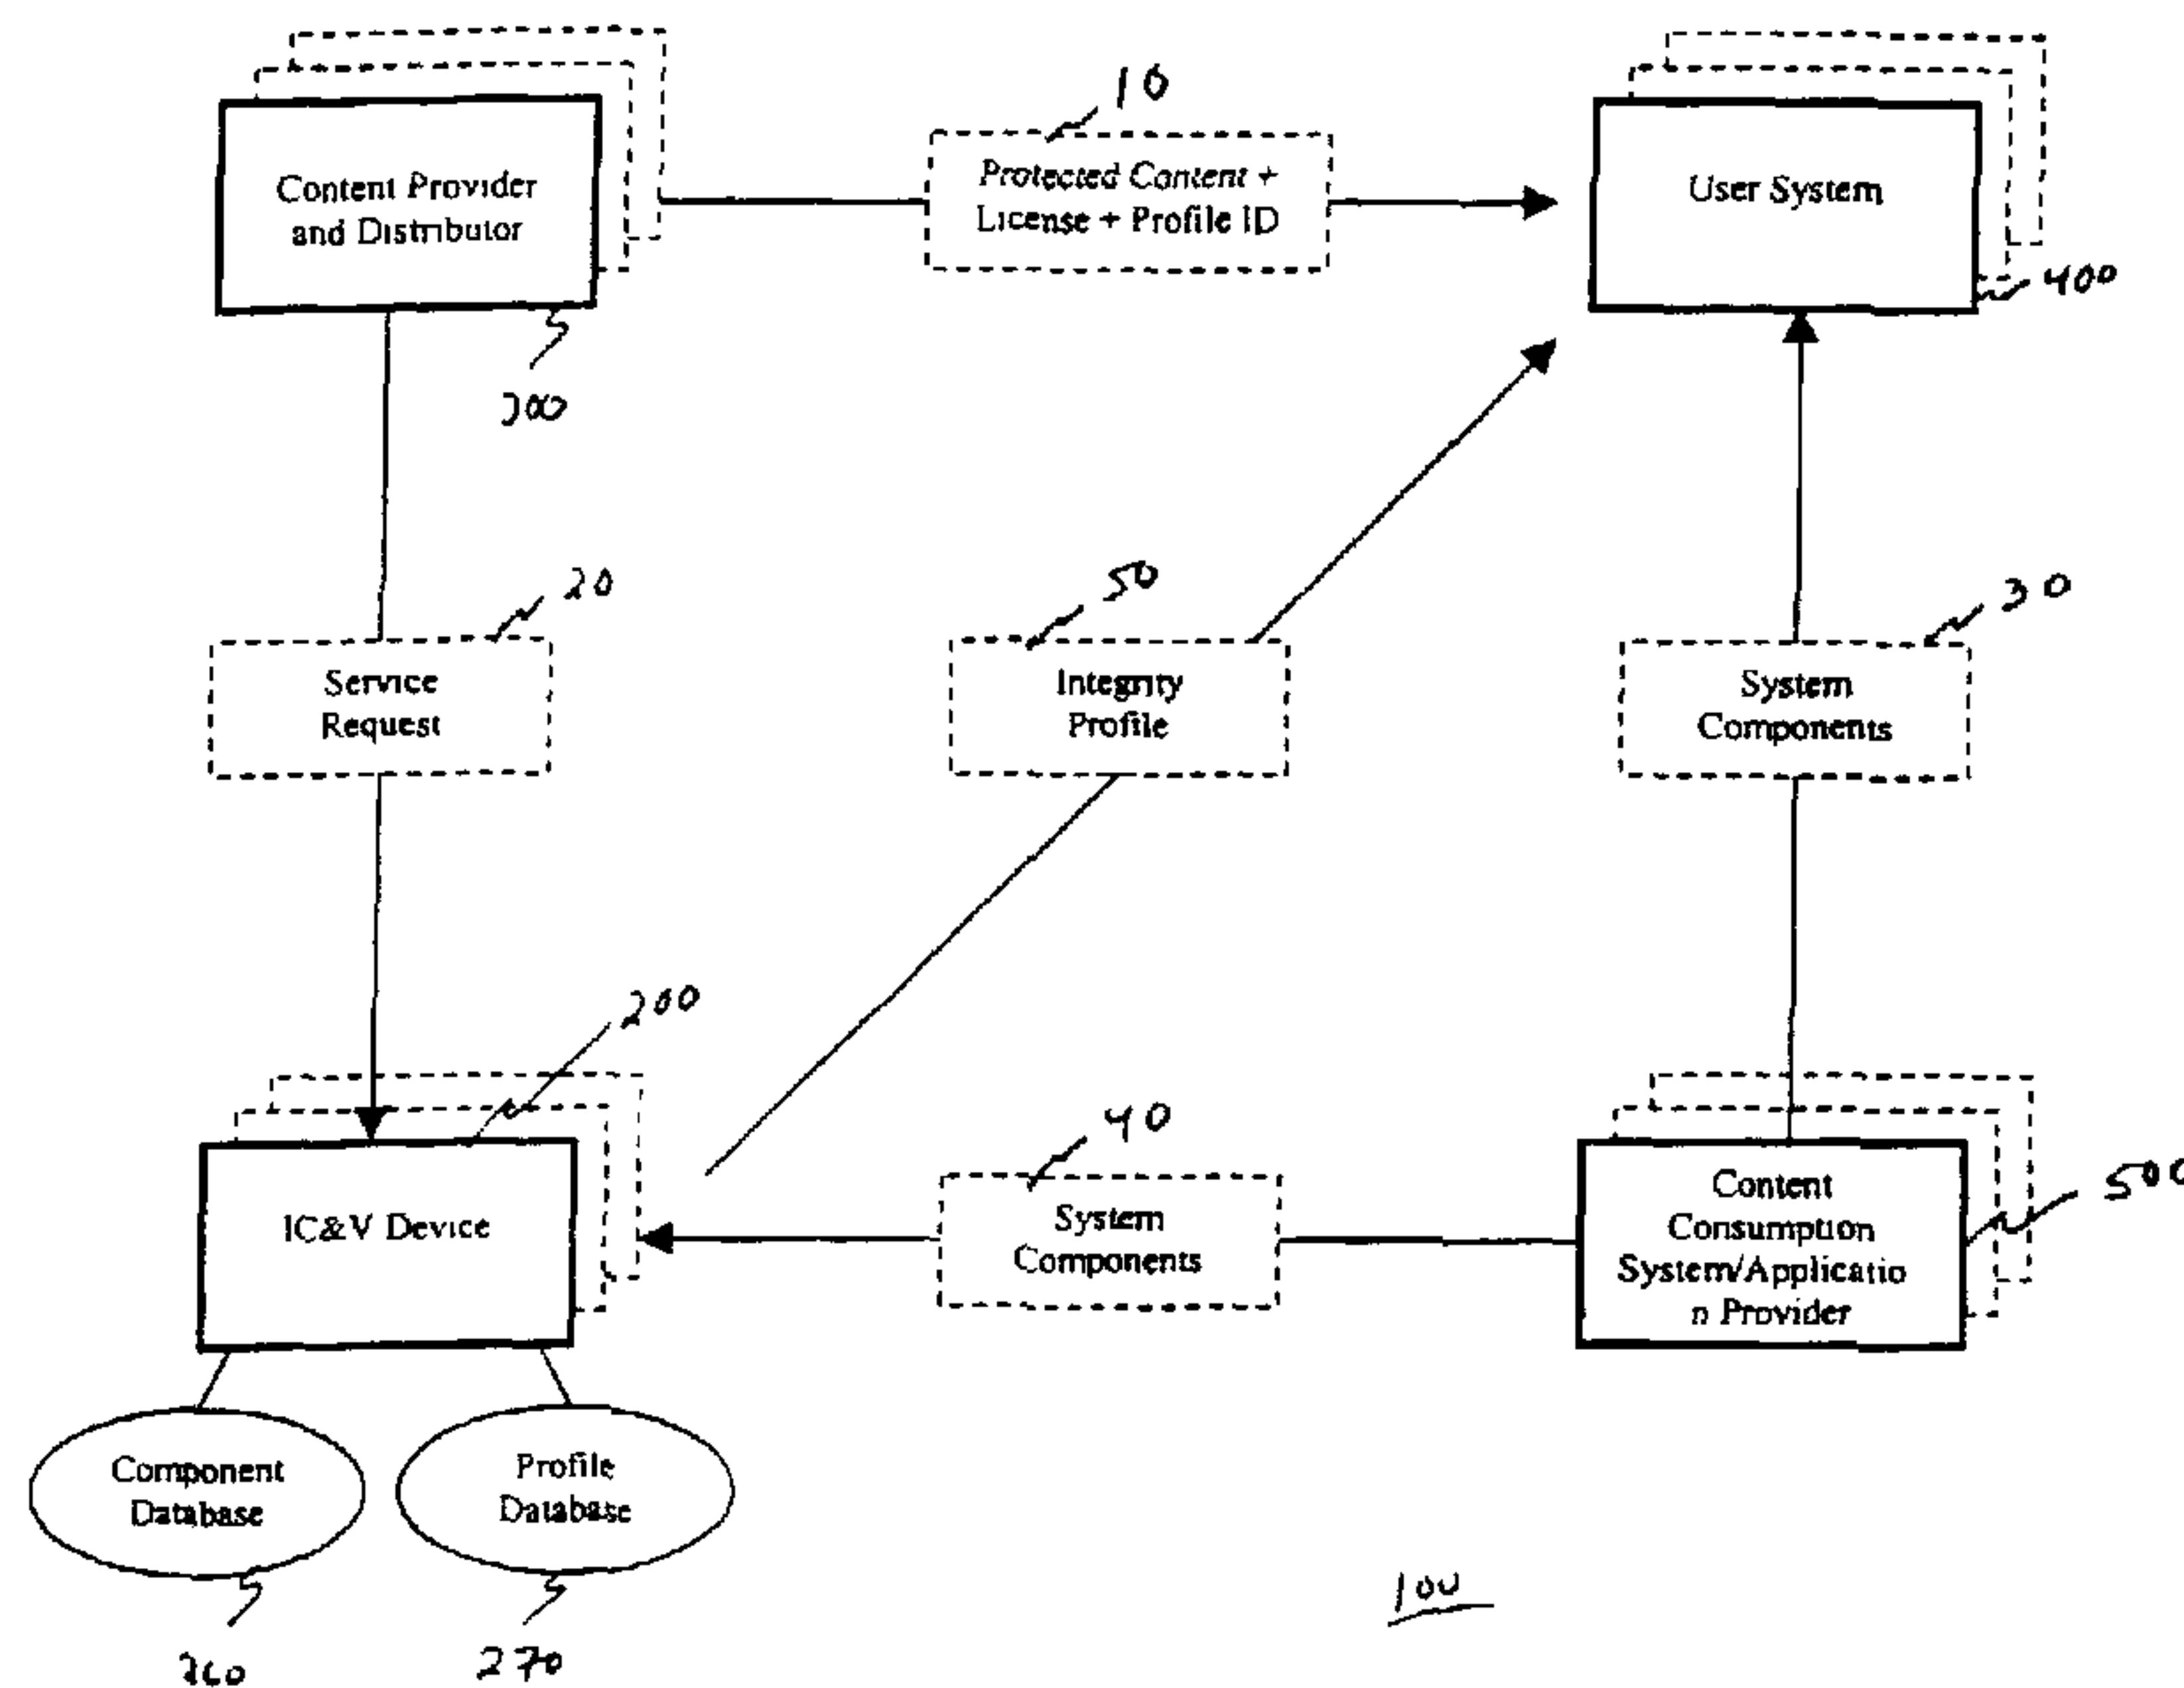 10
Content Provider
and Distributor
Protected Content +
License + Profile ID
User System
400
300
20
50
30
Service
Request
Integrity
Profile
System
Components
200
40
IC&V Device
System
Components
Content
Consumption
System/Applicatio
n Provider
500
Component
Database
Profile
Database
260
270
100